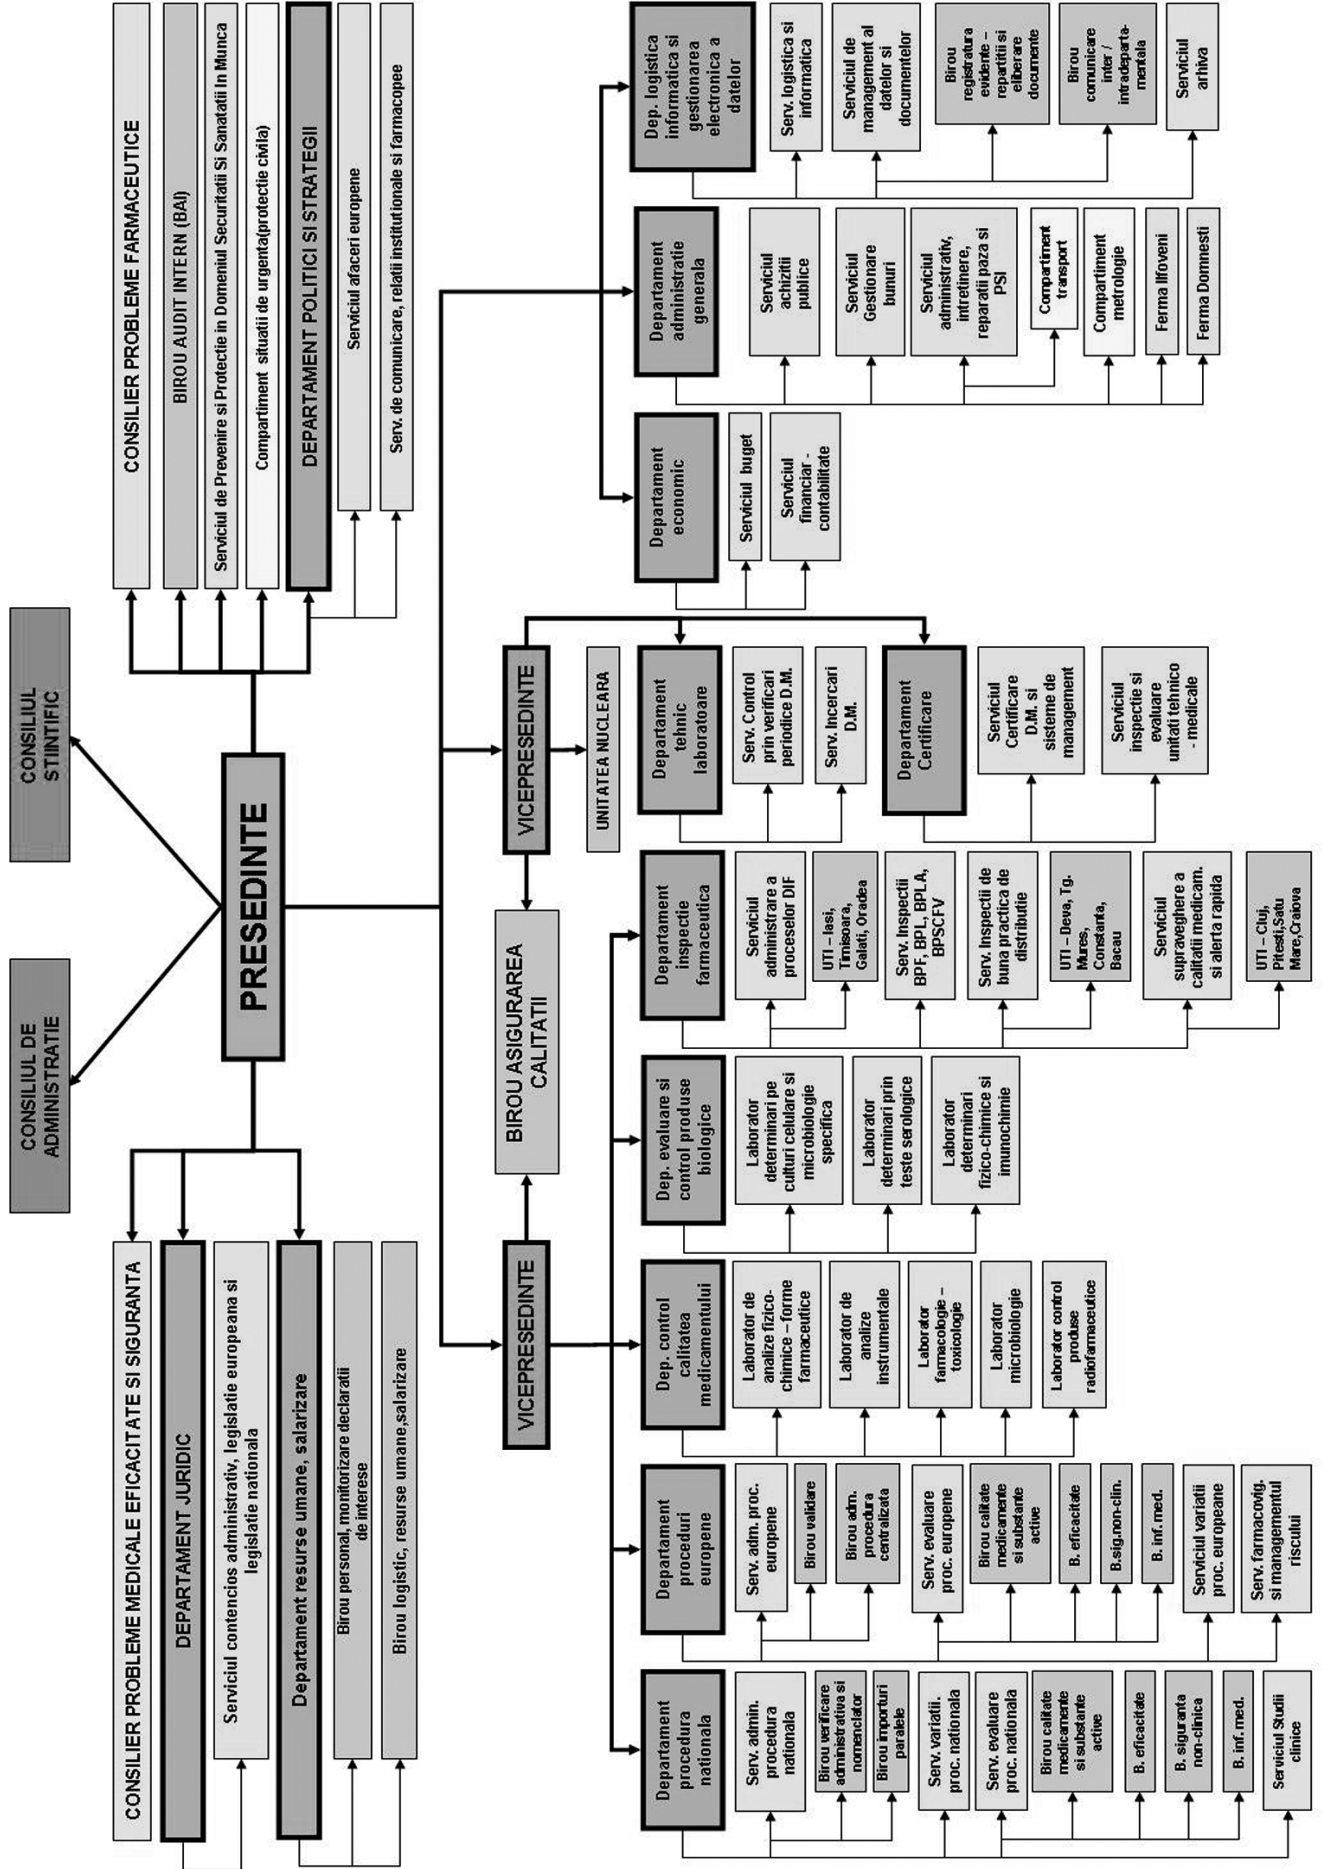 CONSILIUL DE
ADMINISTRATIE
CONSILIUL
STIINTIFIC
PRESEDINTE
CONSILIER PROBLEME MEDICALE EFICACITATE SI SIGURANTA
DEPARTAMENT JURIDIC
Serviciul contencios administrativ, legislatie europeana si
legislatie nationala
Departament resurse umane, salarizare
Birou personal, monitorizare declaratii
de interese
Birou logistic, resurse umane,salarizare
CONSILIER PROBLEME FARMACEUTICE
BIROU AUDIT INTERN (BAI)
Serviciul de Prevenire si Protectie in Domeniul Securitatii Si Sanatatii In Munca
Compartiment situatii de urgenta(protectie civila)
DEPARTAMENT POLITICI SI STRATEGII
Serviciul afaceri europene
Serv. de comunicare, relatii institutionale si farmacopee
VICEPRESEDINTE
BIROU ASIGURAREA
CALITATII
VICEPRESEDINTE
UNITATEA NUCLEARA
Departament
procedura
nationala
Serv. admin.
procedura
nationala
Birou verificare
administrativa si
nomenclator
Birou importuri
paralele
Serv. variatii.
proc. nationala
Serv. evaluare
proc. nationala
Birou calitate
medicamente
si substante
active
B. eficacitate
B. siguranta
non-clinica
B. inf. med.
Serviciul Studii
clinice
Departament
proceduri
europene
Serv. adm. proc.
europene
Birou validare
Birou adm.
procedura
centralizata
Serv. evaluare
proc. europene
Birou calitate
medicamente
si substante
active
B. eficacitate
B.sig.non-clin.
B. inf. med.
Serviciul variatii
proc. europeane
Serv. farmacovig.
si managementul
riscului
Dep. control
calitatea
medicamentului
Laborator de
analize fizico-
chimice – forme
farmaceutice
Laborator de
analize
instrumentale
Laborator
farmacologie –
toxicologie
Laborator
microbiologie
Laborator control
produse
radiofarmaceutice
Dep. evaluare si
control produse
biologice
Laborator
determinari pe
culturi celulare si
microbiologie
specifica
Laborator
determinari prin
teste serologice
Laborator
determinari
fizico-chimice si
imunochimie
Departament
inspectie
farmaceutica
Serviciul
administrare a
proceselor DIF
UTI – Iasi,
Timisoara,
Galati, Oradea
Serv. Inspectii
BPF, BPL, BPLA,
BPSCFV
Serv. Inspectii de
buna practica de
distributie
UTI – Deva, Tg.
Mures,
Constanta,
Bacau
Serviciul
supraveghere a
calitatii medicam.
si alerta rapida
UTI – Cluj,
Pitesti,Satu
Mare,Craiova
Departament
tehnic
laboratoare
Serv. Control
prin verificari
periodice D.M.
Serv. Incercari
D.M.
Departament
Certificare
Serviciul
Certificare
D.M. si
sisteme de
management
Serviciul
inspectie si
evaluare
unitati tehnico
- medicale
Departament
economic
Serviciul buget
Serviciul
financiar -
contabilitate
Departament
administratie
generala
Serviciul
achizitii
publice
Serviciul
Gestionare
bunuri
Serviciul
administrativ,
intretinere,
reparatii paza si
PSI
Compartiment
transport
Compartiment
metrologie
Ferma Ilfoveni
Ferma Domnesti
Dep. logistica
informatica si
gestionarea
electronica a
datelor
Serv. logistica si
informatica
Serviciul de
management al
datelor si
documentelor
Birou
registratura
evidente –
repartitii si
eliberare
documente
Birou
comunicare
inter /
intradeparta-
mentala
Serviciul
arhiva